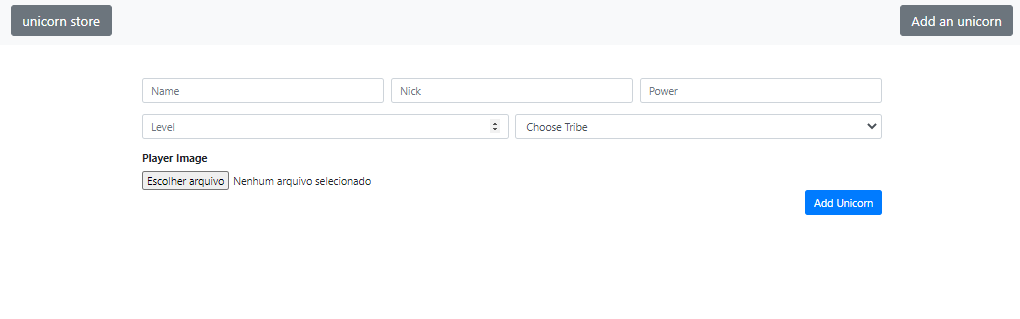 unicorn store Add an unicorn
Name Nick Power
Level Choose Tribe
Player Image
Escolher arquivo Nenhum arquivo selecionado
Add Unicorn